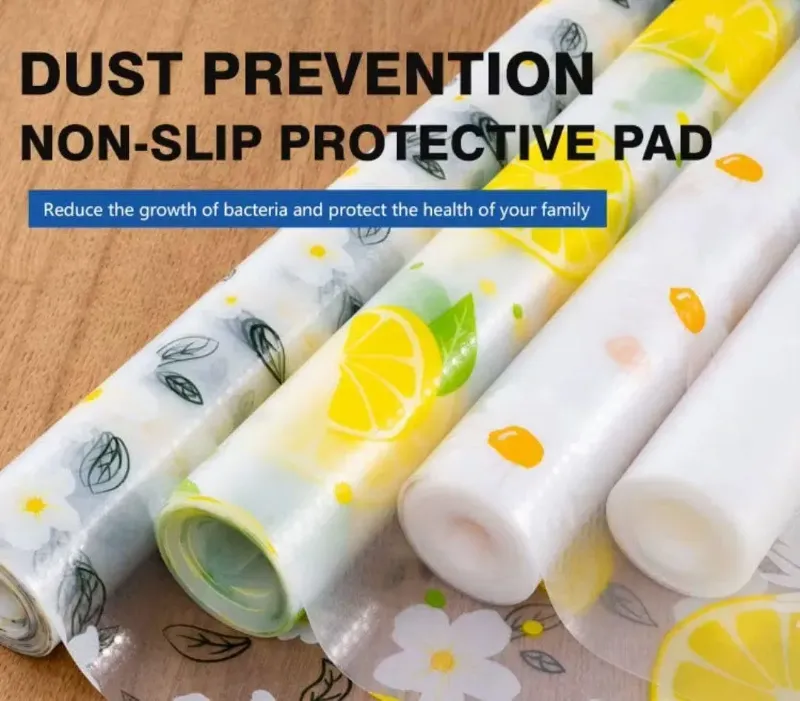 DUST PREVENTION
NON-SLIP PROTECTIVE PAD
Reduce the growth of bacteria and protect the health of your family